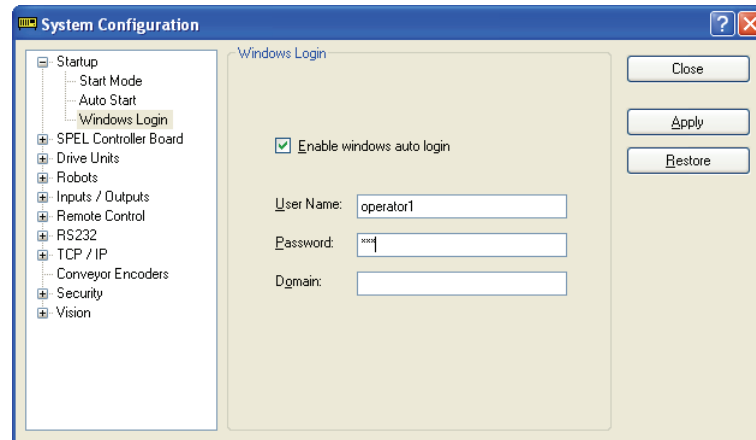 System Configuration
Startup
Start Mode
Auto Start
Windows Login
SPEL Controller Board
Drive Units
Robots
Inputs / Outputs
Remote Control
RS232
TCP / IP
Conveyor Encoders
Security
Vision
Windows Login
Enable windows auto login
User Name: operator1
Password: ***
Domain:
Close
Apply
Restore